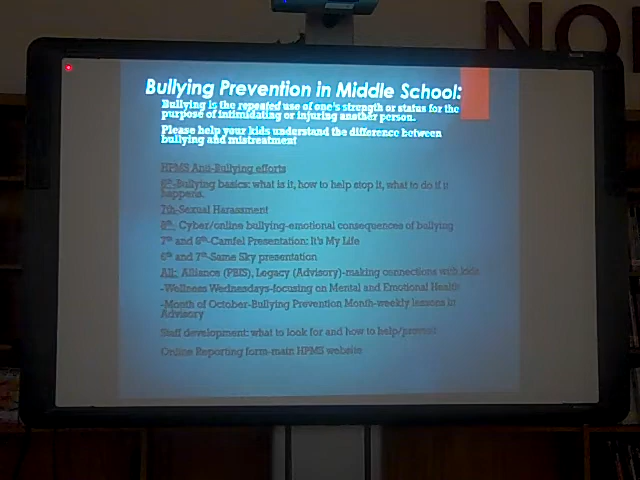 NO
Bullying Prevention in Middle School:
Bullying is the repeated use of one's strength or status for the
purpose of intimidating or injuring another person.
Please help your kids understand the difference between
bullying and mistreatment
HPMS Anti-Bullying efforts
6th-Bullying basics: what is it, how to help stop it, what to do if it
happens.
7th-Sexual Harassment
8th- Cyber/online bullying-emotional consequences of bullying
7th and 8th-Camfel Presentation: It's My Life
6th and 7th-Same Sky presentation
All: Alliance (PBIS), Legacy (Advisory)-making connections with kids
-Wellness Wednesdays-focusing on Mental and Emotional Health
-Month of October-Bullying Prevention Month-weekly lessons in
Advisory
Staff development: what to look for and how to help/prevent
Online Reporting form-main HPMS website